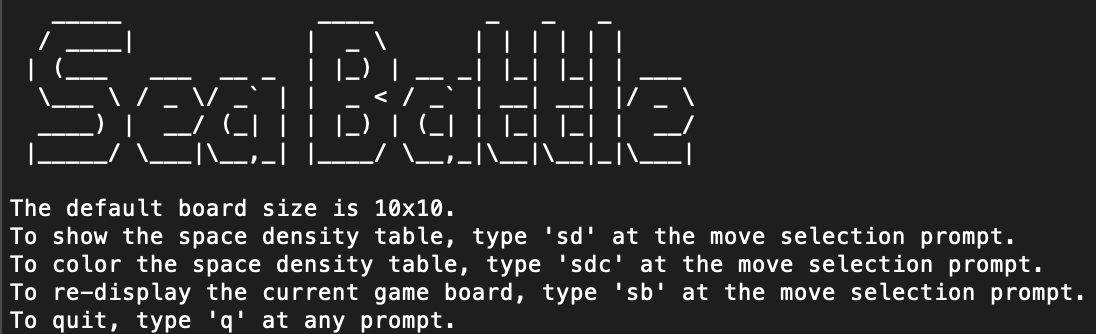 Sea Battle
The default board size is 10x10.
To show the space density table, type 'sd' at the move selection prompt.
To color the space density table, type 'sdc' at the move selection prompt.
To re-display the current game board, type 'sb' at the move selection prompt.
To quit, type 'q' at any prompt.